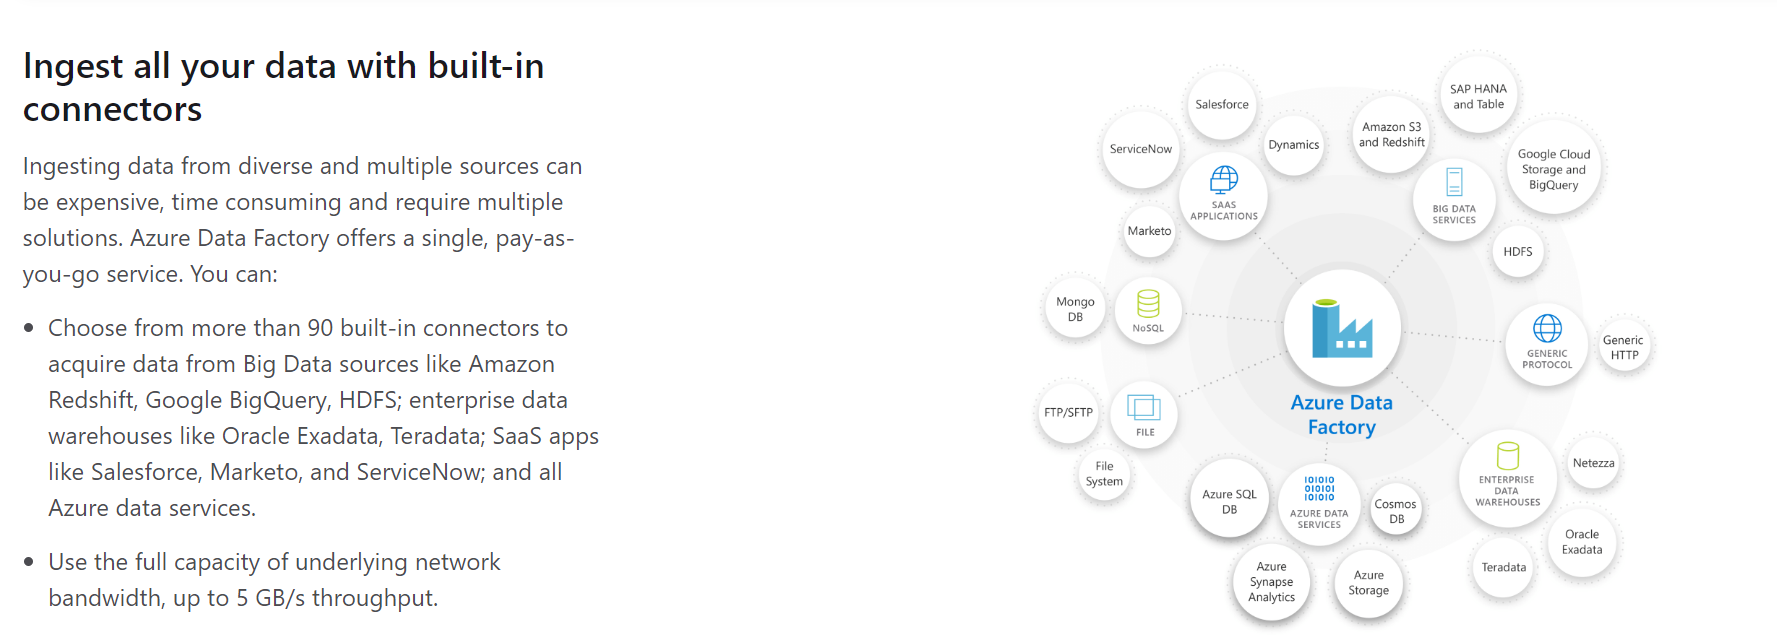 Ingest all your data with built-in
connectors
Ingesting data from diverse and multiple sources can
be expensive, time consuming and require multiple
solutions. Azure Data Factory offers a single, pay-as-
you-go service. You can:
• Choose from more than 90 built-in connectors to
acquire data from Big Data sources like Amazon
Redshift, Google BigQuery, HDFS; enterprise data
warehouses like Oracle Exadata, Teradata; SaaS apps
like Salesforce, Marketo, and ServiceNow; and all
Azure data services.
• Use the full capacity of underlying network
bandwidth, up to 5 GB/s throughput.
Salesforce
ServiceNow
Dynamics
SAAS
APPLICATIONS
Marketo
Amazon S3
and Redshift
SAP HANA
and Table
Google Cloud
Storage and
BigQuery
BIG DATA
SERVICES
HDFS
Mongo
DB
NoSQL
Generic
HTTP
GENERIC
PROTOCOL
Azure Data
Factory
FTP/SFTP
FILE
File
System
Azure SQL
DB
010101
010101
101010
AZURE DATA
SERVICES
Cosmos
DB
Azure
Synapse
Analytics
Azure
Storage
ENTERPRISE
DATA
WAREHOUSES
Netezza
Oracle
Exadata
Teradata